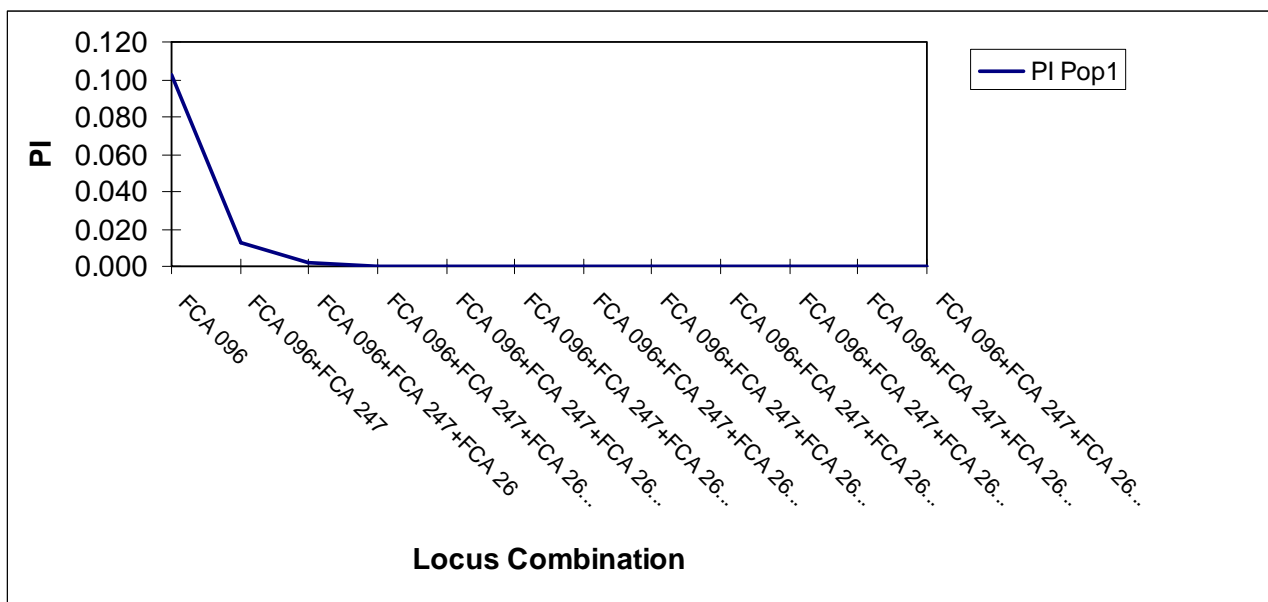 0.120
0.100
0.080
0.060
0.040
0.020
0.000
PI
PI Pop1
FCA 096
FCA 096+FCA 247
FCA 096+FCA 247+FCA 26
FCA 096+FCA 247+FCA 26...
FCA 096+FCA 247+FCA 26...
FCA 096+FCA 247+FCA 26...
FCA 096+FCA 247+FCA 26...
FCA 096+FCA 247+FCA 26...
FCA 096+FCA 247+FCA 26...
FCA 096+FCA 247+FCA 26...
FCA 096+FCA 247+FCA 26...
FCA 096+FCA 247+FCA 26...
Locus Combination